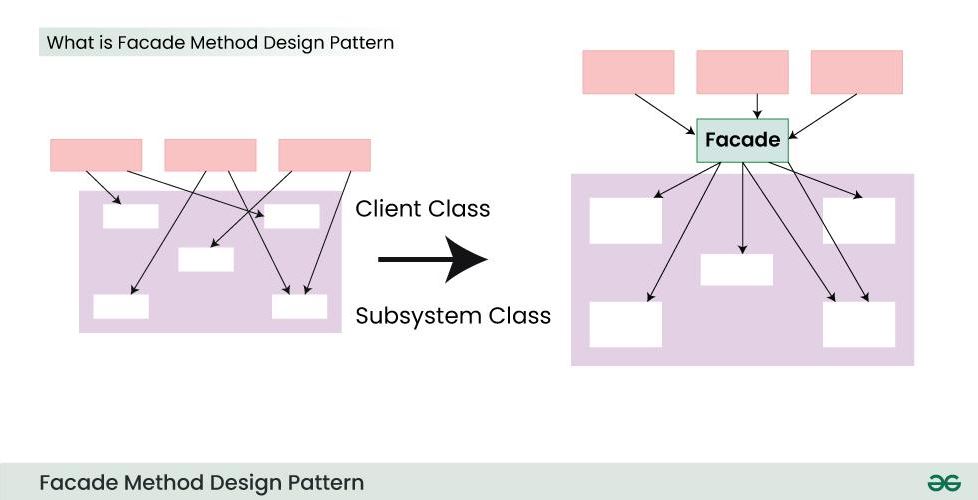 What is Facade Method Design Pattern
Facade
Client Class
Subsystem Class
Facade Method Design Pattern